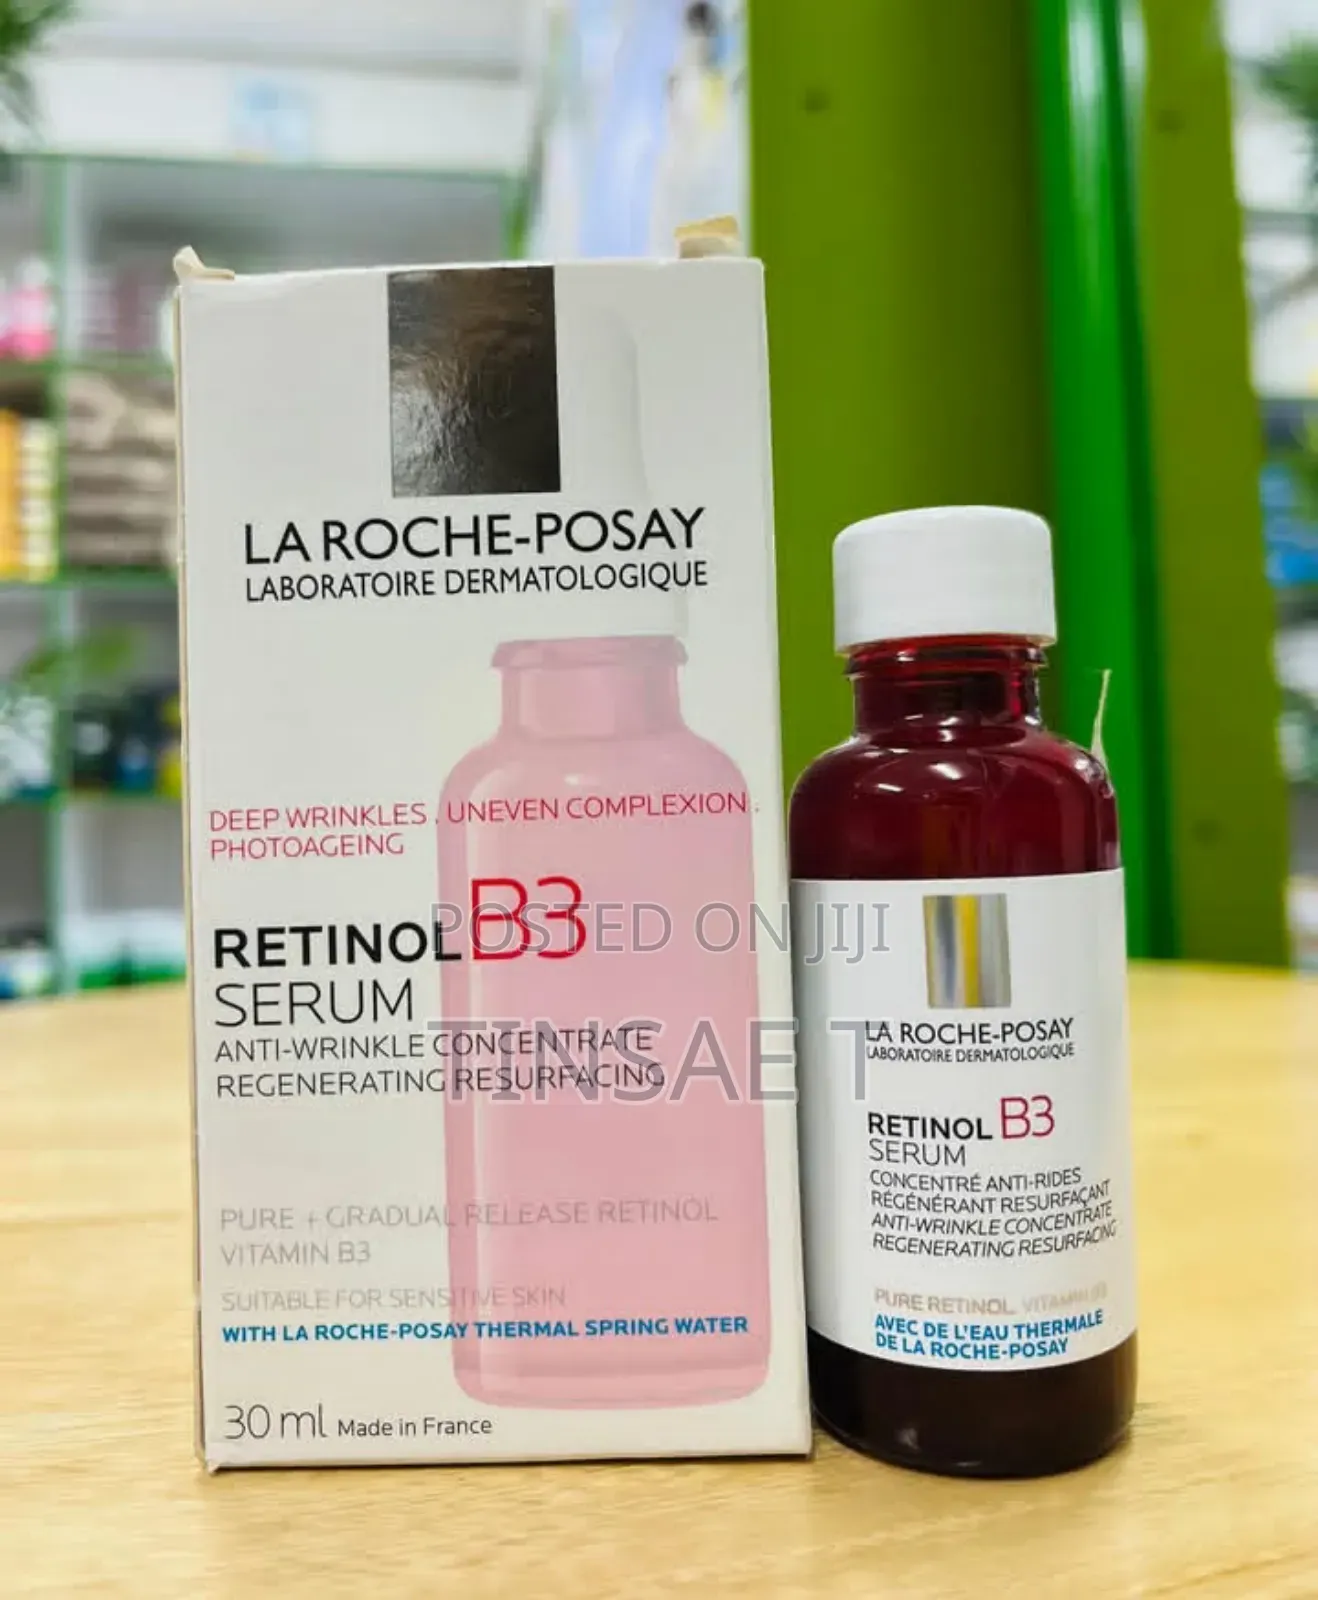 LA ROCHE-POSAY
LABORATOIRE DERMATOLOGIQUE
DEEP WRINKLES . UNEVEN COMPLEXION .
PHOTOAGEING
RETINOL B3
SERUM
ANTI-WRINKLE CONCENTRATE
REGENERATING RESURFACING
PURE + GRADUAL RELEASE RETINOL
VITAMIN B3
SUITABLE FOR SENSITIVE SKIN
WITH LA ROCHE-POSAY THERMAL SPRING WATER
30 ml Made in France
POSTED ON JIJI
TINSAE T
LA ROCHE-POSAY
LABORATOIRE DERMATOLOGIQUE
RETINOL B3
SERUM
CONCENTRÉ ANTI-RIDES
RÉGÉNÉRANT RESURFAÇANT
ANTI-WRINKLE CONCENTRATE
REGENERATING RESURFACING
PURE RETINOL. VITAMIN B3
AVEC DE L'EAU THERMALE
DE LA ROCHE-POSAY